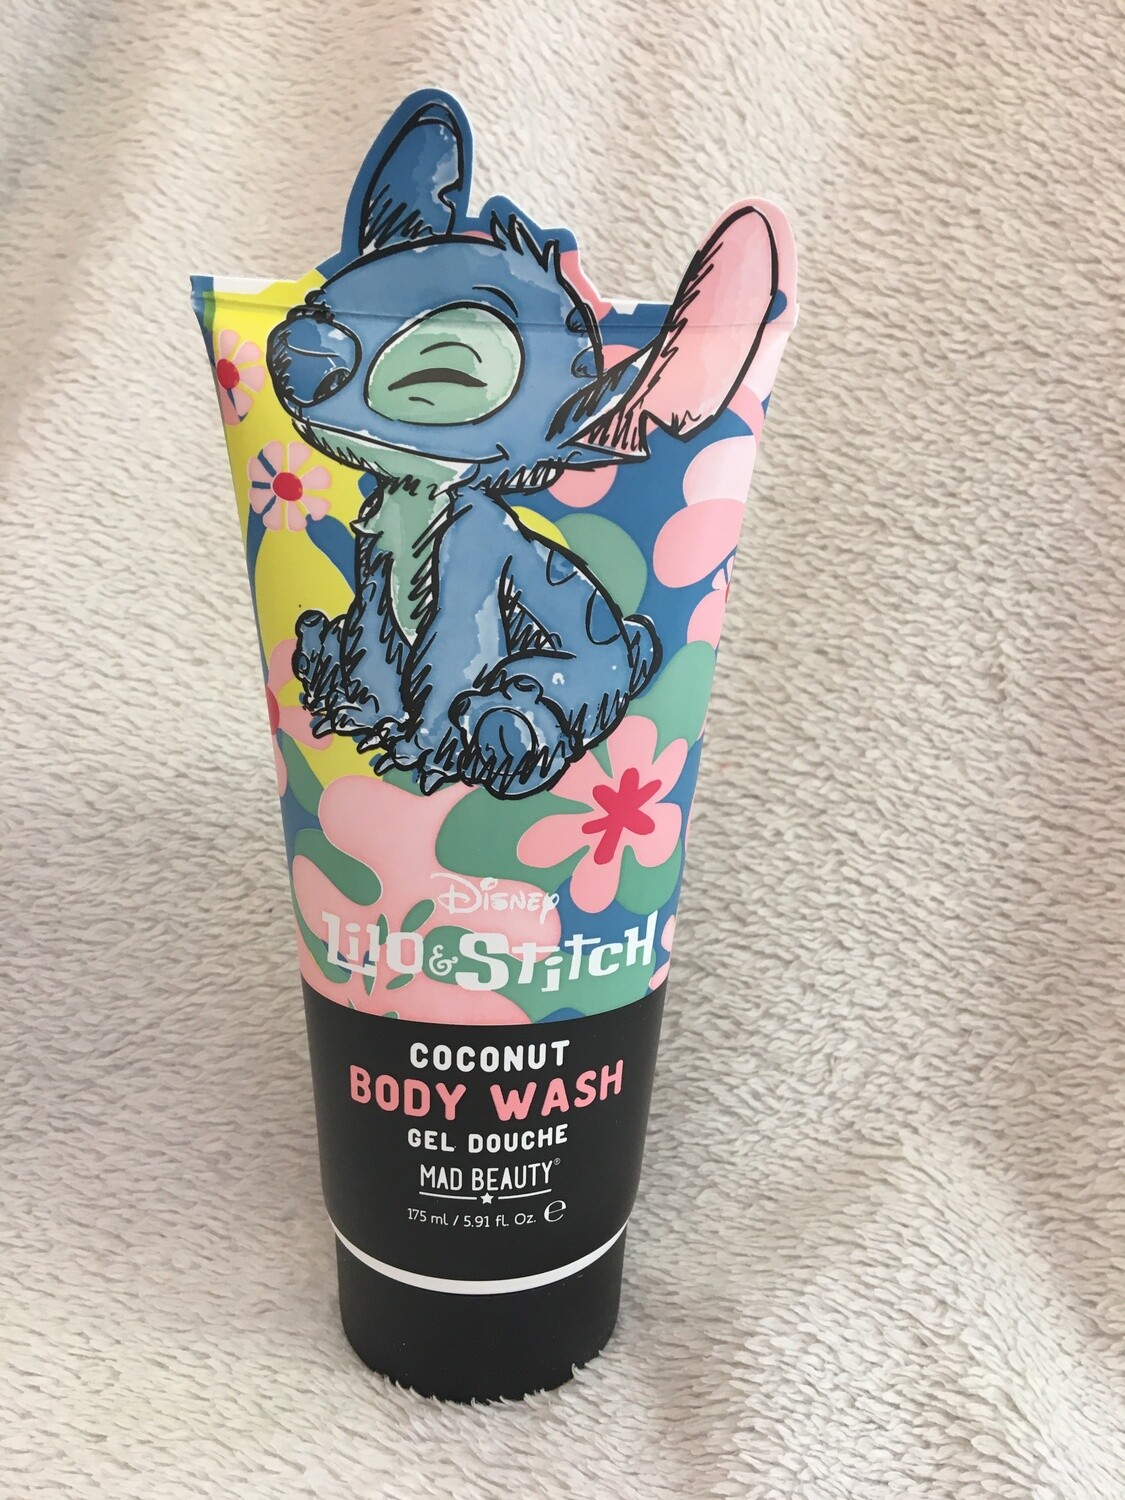 Disney
Lilo & Stitch
COCONUT
BODY WASH
GEL DOUCHE
MAD BEAUTY®
175 ml / 5.91 fl. Oz. ℮